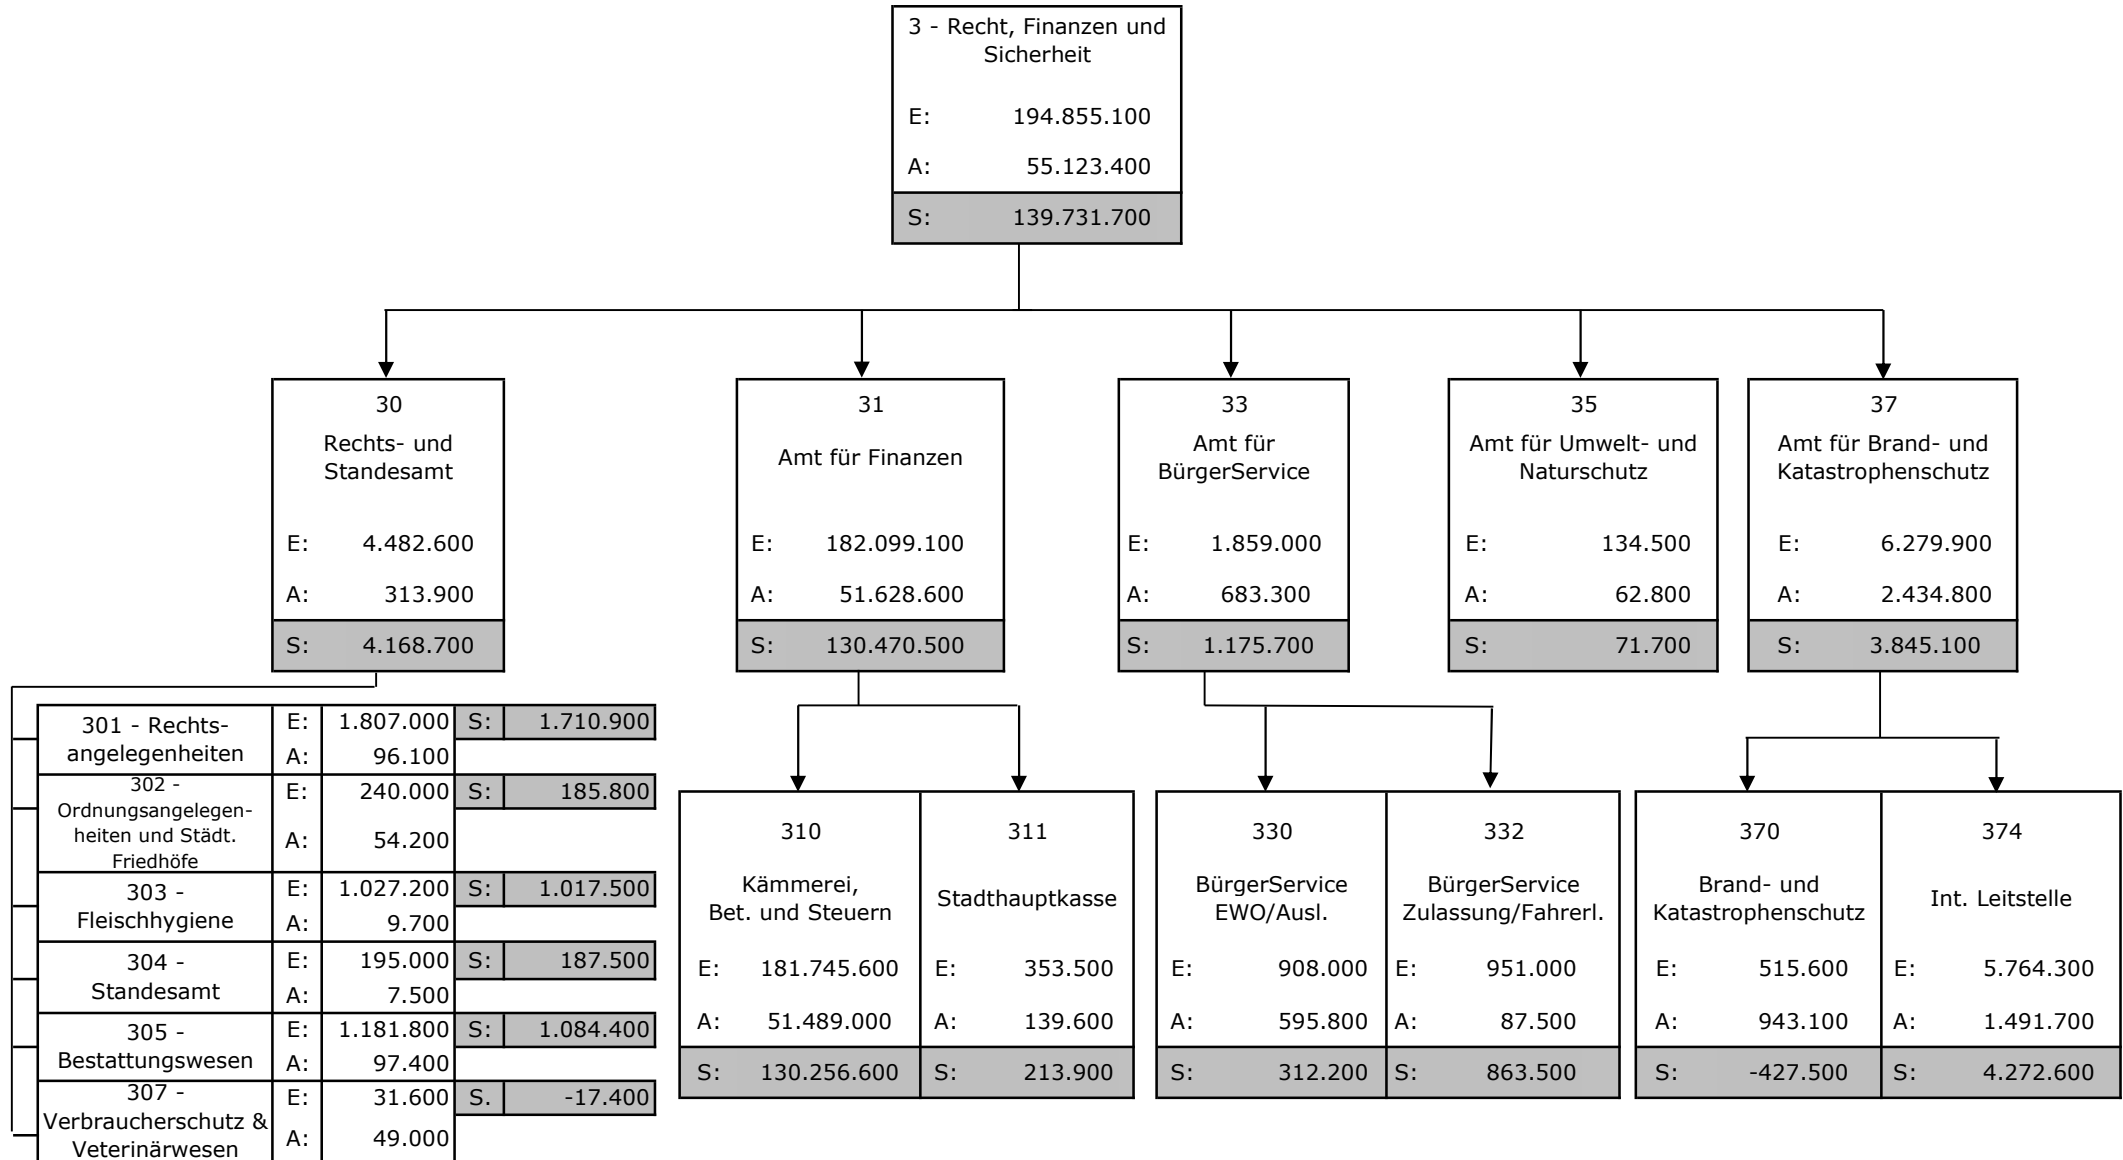 3 - Recht, Finanzen und
Sicherheit
E: 194.855.100
A: 55.123.400
S: 139.731.700
30
Rechts- und
Standesamt
E: 4.482.600
A: 313.900
S: 4.168.700
31
Amt für Finanzen
E: 182.099.100
A: 51.628.600
S: 130.470.500
33
Amt für
BürgerService
E: 1.859.000
A: 683.300
S: 1.175.700
35
Amt für Umwelt- und
Naturschutz
E: 134.500
A: 62.800
S: 71.700
37
Amt für Brand- und
Katastrophenschutz
E: 6.279.900
A: 2.434.800
S: 3.845.100
301 - Rechts-
angelegenheiten
E: 1.807.000 S: 1.710.900
A: 96.100
302 -
Ordnungsangelegen-
heiten und Städt.
Friedhöfe
E: 240.000 S: 185.800
A: 54.200
303 -
Fleischhygiene
E: 1.027.200 S: 1.017.500
A: 9.700
304 -
Standesamt
E: 195.000 S: 187.500
A: 7.500
305 -
Bestattungswesen
E: 1.181.800 S: 1.084.400
A: 97.400
307 -
Verbraucherschutz &
Veterinärwesen
E: 31.600 S. -17.400
A: 49.000
310
Kämmerei,
Bet. und Steuern
E: 181.745.600
A: 51.489.000
S: 130.256.600
311
Stadthauptkasse
E: 353.500
A: 139.600
S: 213.900
330
BürgerService
EWO/Ausl.
E: 908.000
A: 595.800
S: 312.200
332
BürgerService
Zulassung/Fahrerl.
E: 951.000
A: 87.500
S: 863.500
370
Brand- und
Katastrophenschutz
E: 515.600
A: 943.100
S: -427.500
374
Int. Leitstelle
E: 5.764.300
A: 1.491.700
S: 4.272.600